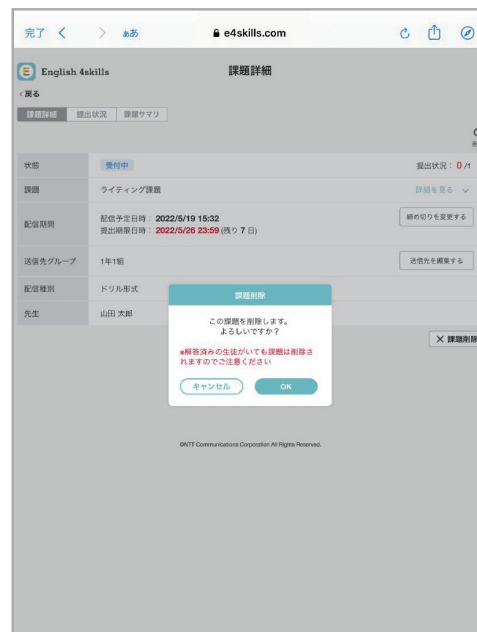 完了
ぁあ
e4skills.com
English 4skills
課題詳細
戻る
課題詳細 提出状況 課題サマリ
状態 受付中 提出状況： 0 /1
課題 ライティング課題 詳細を見る
配信期間 配信予定日時： 2022/5/19 15:32
提出期限日時： 2022/5/26 23:59 (残り 7 日)
締め切りを変更する
送信先グループ 1年1組 送信先を編集する
配信種別 ドリル形式
先生 山田 太郎
課題削除
課題削除
この課題を削除します。
よろしいですか？
※解答済みの生徒がいても課題は削除さ
れますのでご注意ください
キャンセル OK
©NTT Communications Corporation All Rights Reserved.